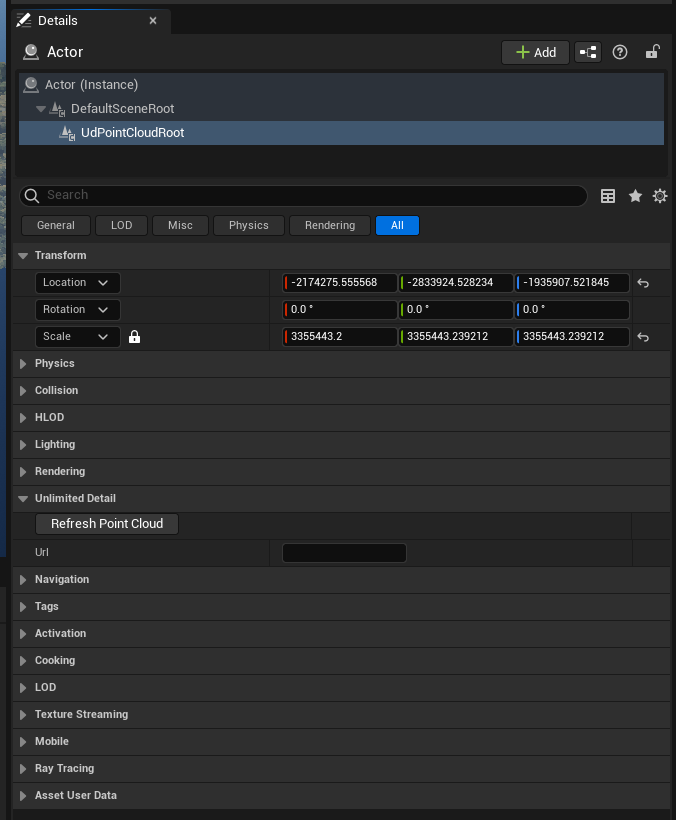 Details
Actor
Add
Actor (Instance)
DefaultSceneRoot
UdPointCloudRoot
Search
General LOD Misc Physics Rendering All
Transform
Location -2174275.555568 -2833924.528234 -1935907.521845
Rotation 0.0 ° 0.0 ° 0.0 °
Scale 3355443.2 3355443.239212 3355443.239212
Physics
Collision
HLOD
Lighting
Rendering
Unlimited Detail
Refresh Point Cloud
Url
Navigation
Tags
Activation
Cooking
LOD
Texture Streaming
Mobile
Ray Tracing
Asset User Data